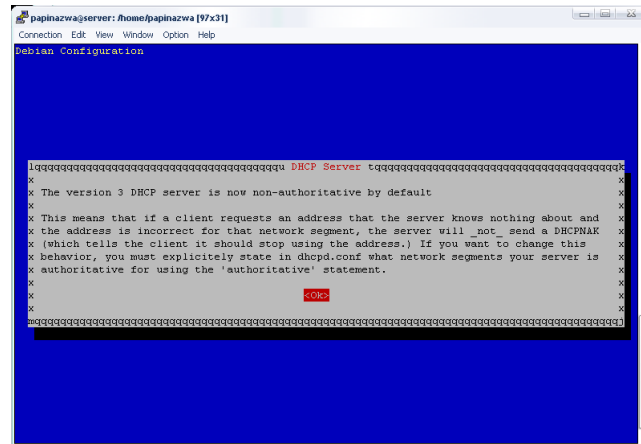 papinazwa@server: /home/papinazwa [97x31]
Connection Edit View Window Option Help
Debian Configuration
lqqqqqqqqqqqqqqqqqqqqqqqqqqqqqqqqqqqqqqu DHCP Server tqqqqqqqqqqqqqqqqqqqqqqqqqqqqqqqqqqqqqqk
x x
x The version 3 DHCP server is now non-authoritative by default x
x x
x This means that if a client requests an address that the server knows nothing about and x
x the address is incorrect for that network segment, the server will _not_ send a DHCPNAK x
x (which tells the client it should stop using the address.) If you want to change this x
x behavior, you must explicitely state in dhcpd.conf what network segments your server is x
x authoritative for using the 'authoritative' statement. x
x x
x <Ok> x
x x
mqqqqqqqqqqqqqqqqqqqqqqqqqqqqqqqqqqqqqqqqqqqqqqqqqqqqqqqqqqqqqqqqqqqqqqqqqqqqqqqqqqqqqqqqqqj